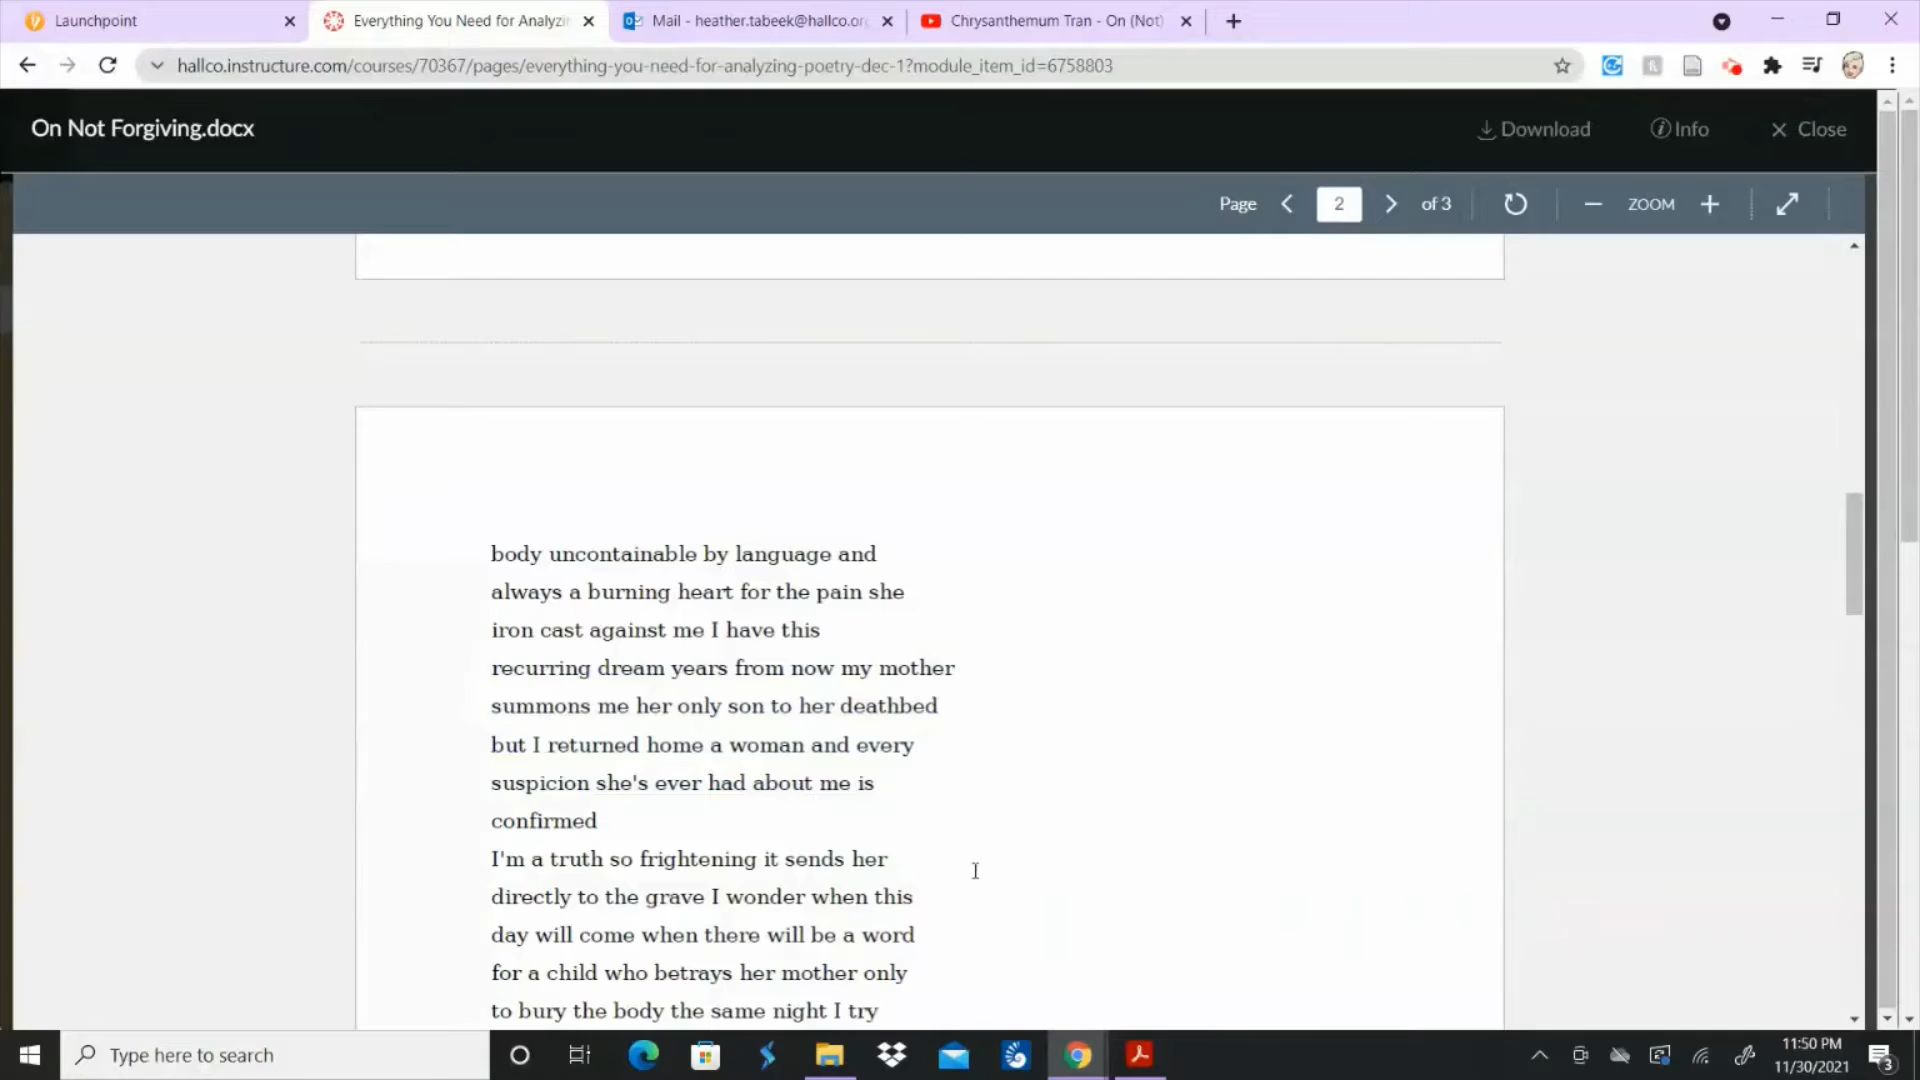 Launchpoint
Everything You Need for Analyzi
Mail - heather.tabeek@hallco.or
Chrysanthemum Tran - On (Not)
hallco.instructure.com/courses/70367/pages/everything-you-need-for-analyzing-poetry-dec-1?module_item_id=6758803
On Not Forgiving.docx
Download
Info
Close
Page 2 of 3
ZOOM
body uncontainable by language and
always a burning heart for the pain she
iron cast against me I have this
recurring dream years from now my mother
summons me her only son to her deathbed
but I returned home a woman and every
suspicion she's ever had about me is
confirmed
I'm a truth so frightening it sends her
directly to the grave I wonder when this
day will come when there will be a word
for a child who betrays her mother only
to bury the body the same night I try
Type here to search
11:50 PM
11/30/2021
3